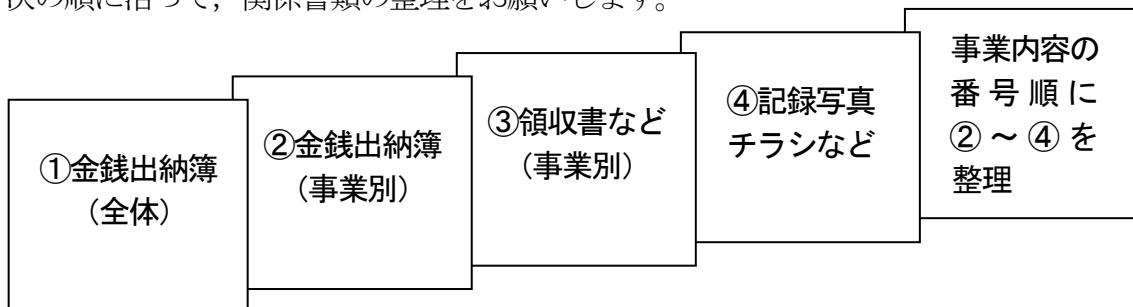 次の順に沿って，関係書類の整理をお願いします。
①金銭出納簿
（全体）
②金銭出納簿
（事業別）
③領収書など
（事業別）
④記録写真
チラシなど
事業内容の
番 号 順 に
② ～ ④ を
整理